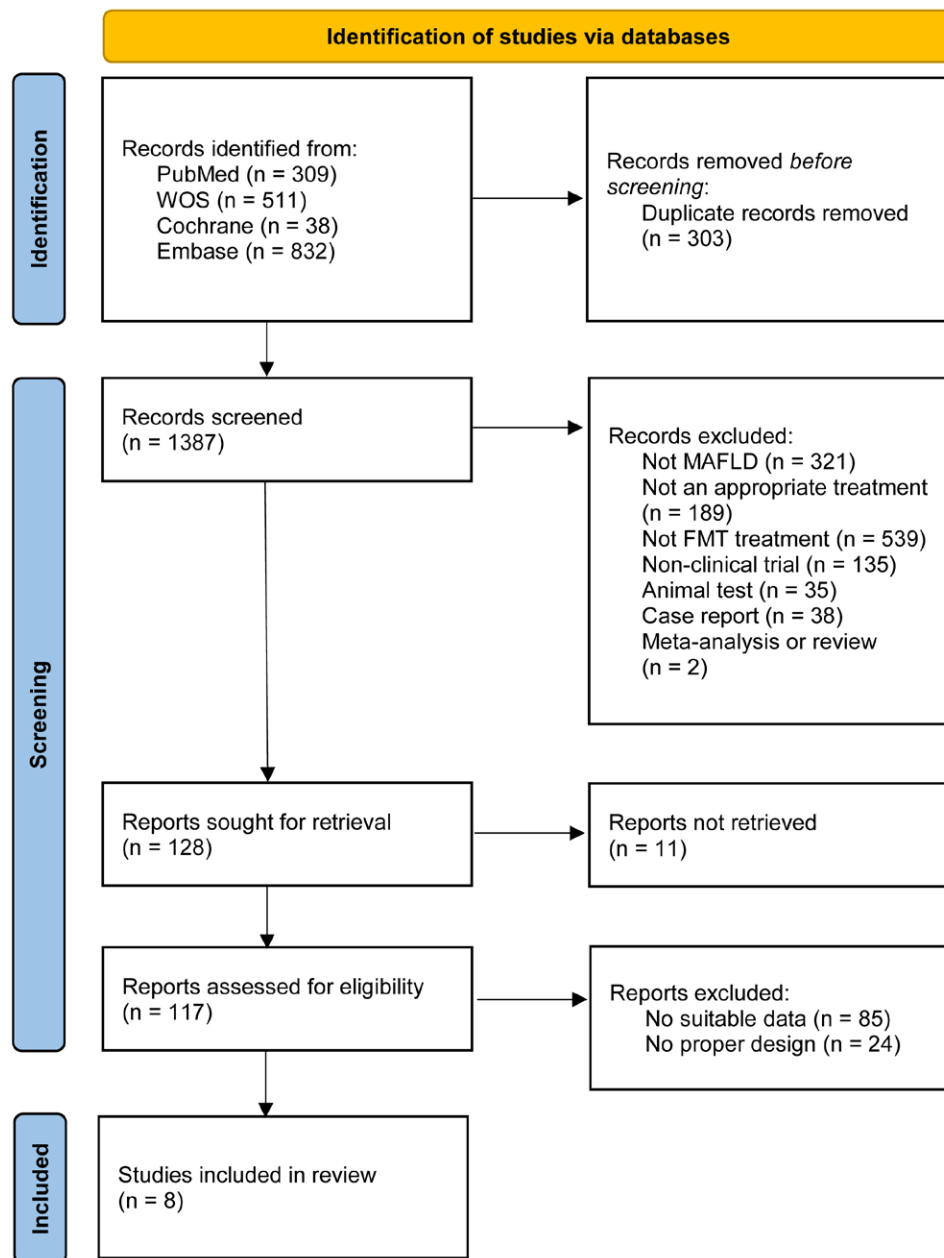 Identification of studies via databases
Identification
Records identified from:
PubMed (n = 309)
WOS (n = 511)
Cochrane (n = 38)
Embase (n = 832)
Records removed before
screening:
Duplicate records removed
(n = 303)
Screening
Records screened
(n = 1387)
Records excluded:
Not MAFLD (n = 321)
Not an appropriate treatment
(n = 189)
Not FMT treatment (n = 539)
Non-clinical trial (n = 135)
Animal test (n = 35)
Case report (n = 38)
Meta-analysis or review
(n = 2)
Reports sought for retrieval
(n = 128)
Reports not retrieved
(n = 11)
Reports assessed for eligibility
(n = 117)
Reports excluded:
No suitable data (n = 85)
No proper design (n = 24)
Included
Studies included in review
(n = 8)